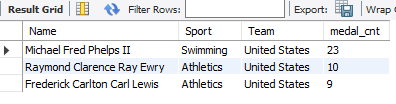 Result Grid Filter Rows: Export: Wrap C
Name Sport Team medal_cnt
Michael Fred Phelps II Swimming United States 23
Raymond Clarence Ray Ewry Athletics United States 10
Frederick Carlton Carl Lewis Athletics United States 9